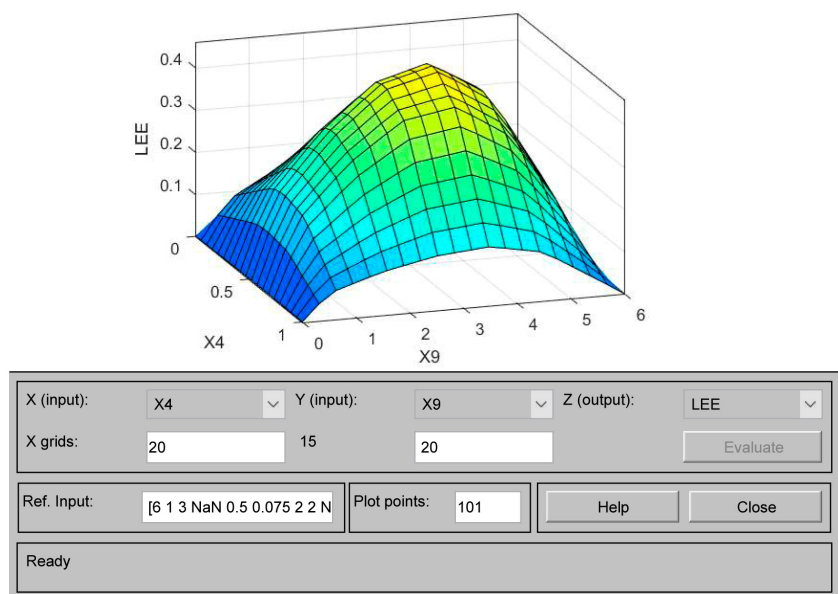 0.4
0.3
0.2
0.1
0
LEE
0
0.5
1
X4
0 1 2 3 4 5 6
X9
X (input): X4 Y (input): X9 Z (output): LEE
X grids: 20 15 20 Evaluate
Ref. Input: [6 1 3 NaN 0.5 0.075 2 2 N Plot points: 101 Help Close
Ready